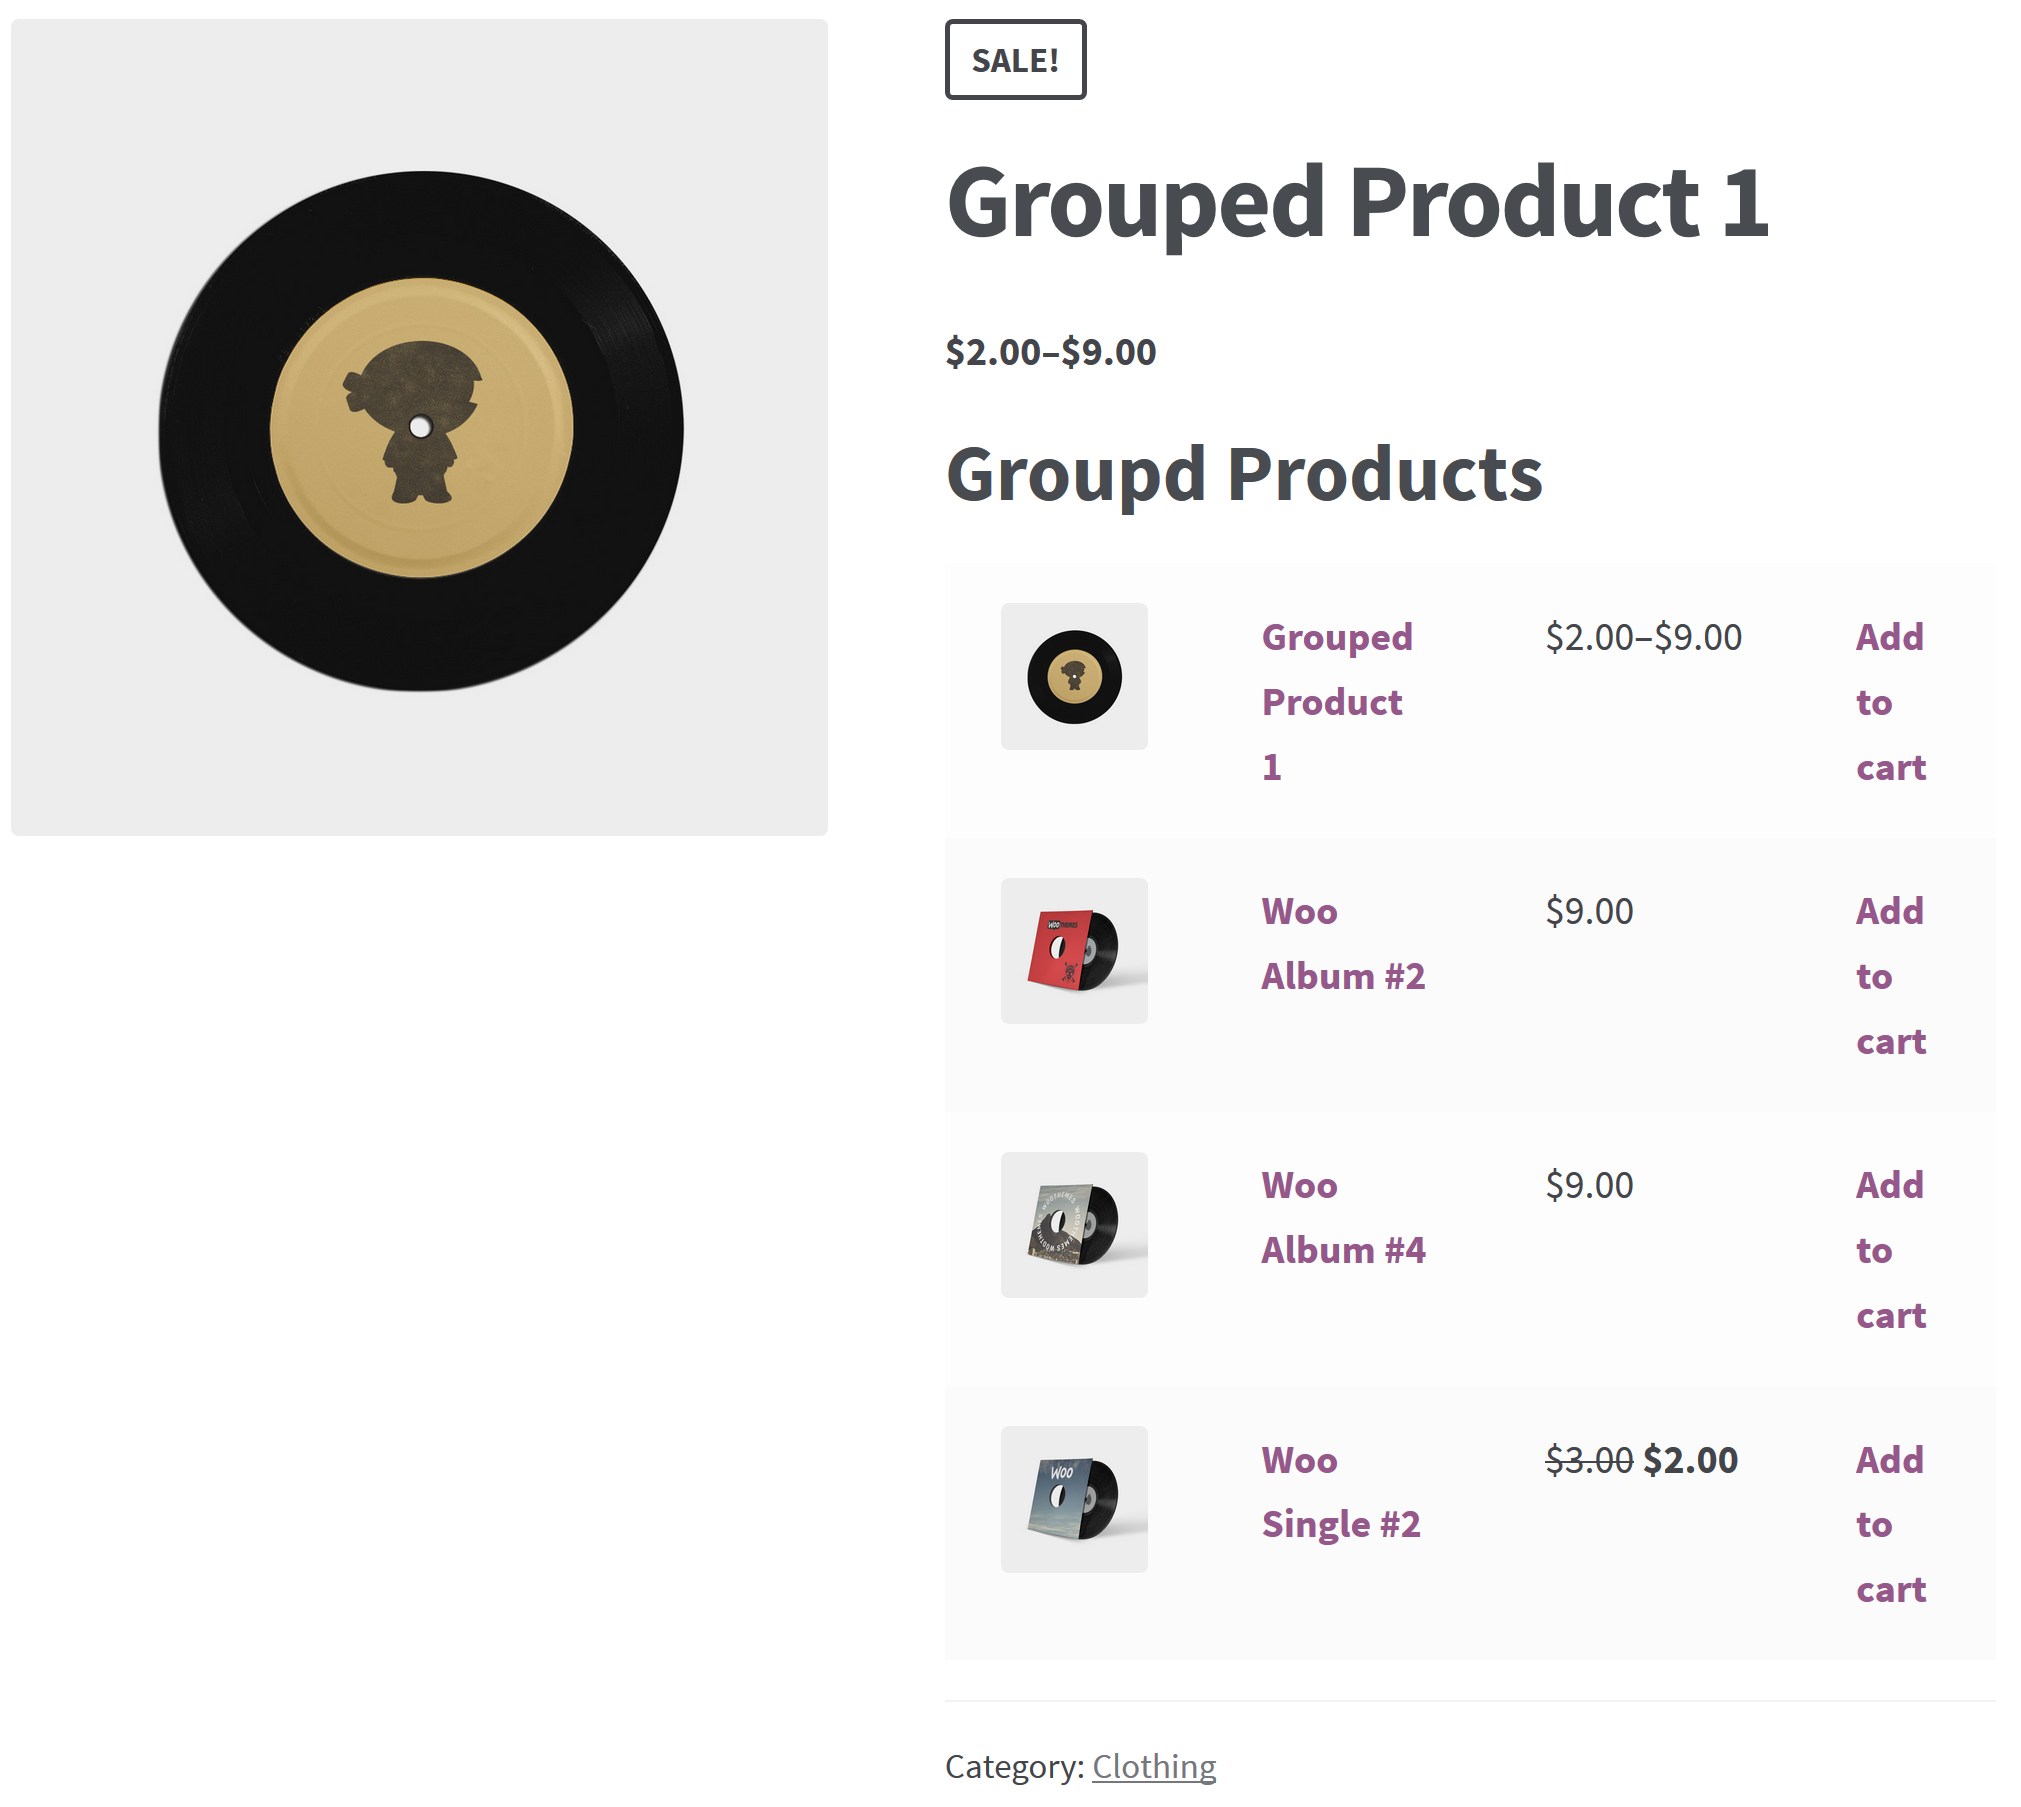 SALE!
Grouped Product 1
$2.00–$9.00
Groupd Products
Grouped
Product
1
$2.00–$9.00
Add
to
cart
Woo
Album #2
$9.00
Add
to
cart
Woo
Album #4
$9.00
Add
to
cart
WOO
Woo
Single #2
$3.00 $2.00
Add
to
cart
Category: Clothing